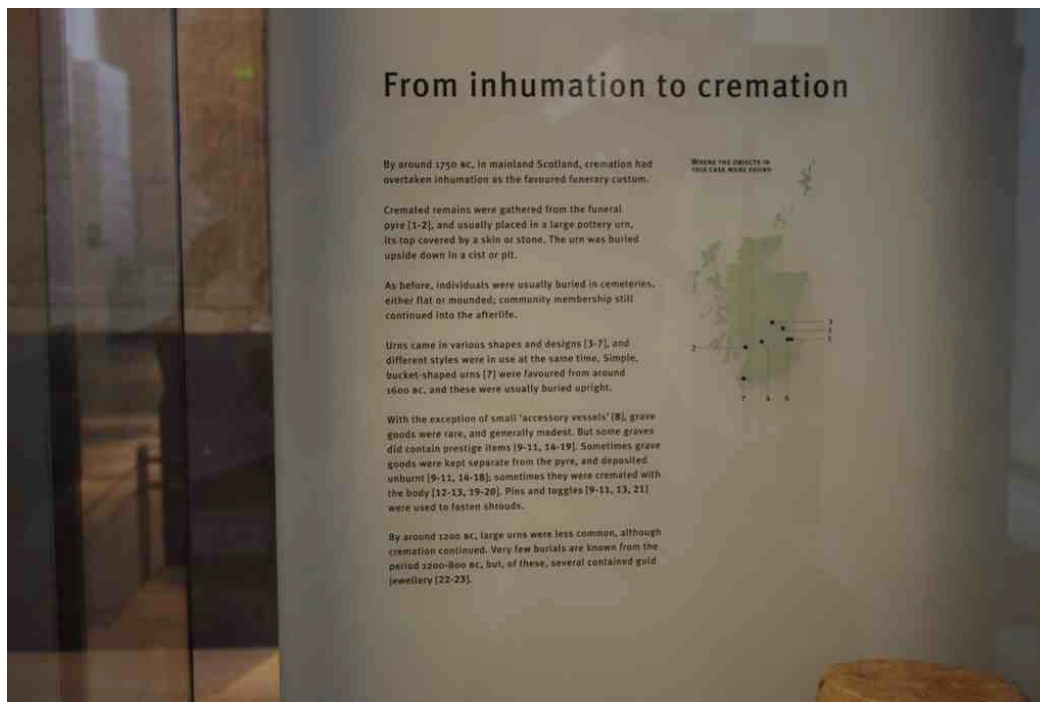 From inhumation to cremation
By around 1750 BC, in mainland Scotland, cremation had
overtaken inhumation as the favoured funerary custom.
Cremated remains were gathered from the funeral
pyre [1-2], and usually placed in a large pottery urn,
its top covered by a skin or stone. The urn was buried
upside down in a cist or pit.
As before, individuals were usually buried in cemeteries,
either flat or mounded; community membership still
continued into the afterlife.
Urns came in various shapes and designs [3-7], and
different styles were in use at the same time. Simple,
bucket-shaped urns [7] were favoured from around
1600 BC, and these were usually buried upright.
With the exception of small 'accessory vessels' [8], grave
goods were rare, and generally modest. But some graves
did contain prestige items [9-11, 14-19]. Sometimes grave
goods were kept separate from the pyre, and deposited
unburnt [9-11, 14-18]; sometimes they were cremated with
the body [12-13, 19-20]. Pins and toggles [9-11, 13, 21]
were used to fasten shrouds.
By around 1200 BC, large urns were less common, although
cremation continued. Very few burials are known from the
period 1200-800 BC, but, of these, several contained gold
jewellery [22-23].
WHERE THE OBJECTS IN
THIS CASE WERE FOUND
2
7